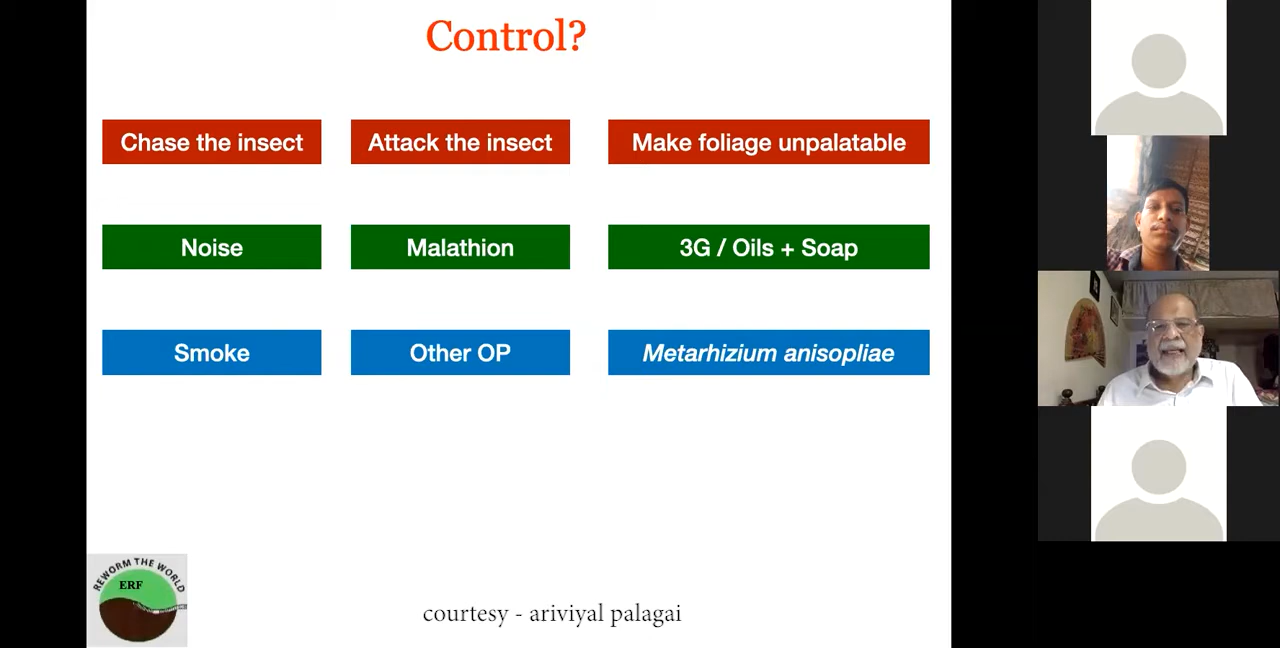 Control?
Chase the insect
Attack the insect
Make foliage unpalatable
Noise
Malathion
3G / Oils + Soap
Smoke
Other OP
Metarhizium anisopliae
REWORM THE WORLD
ERF
courtesy - ariviyal palagai